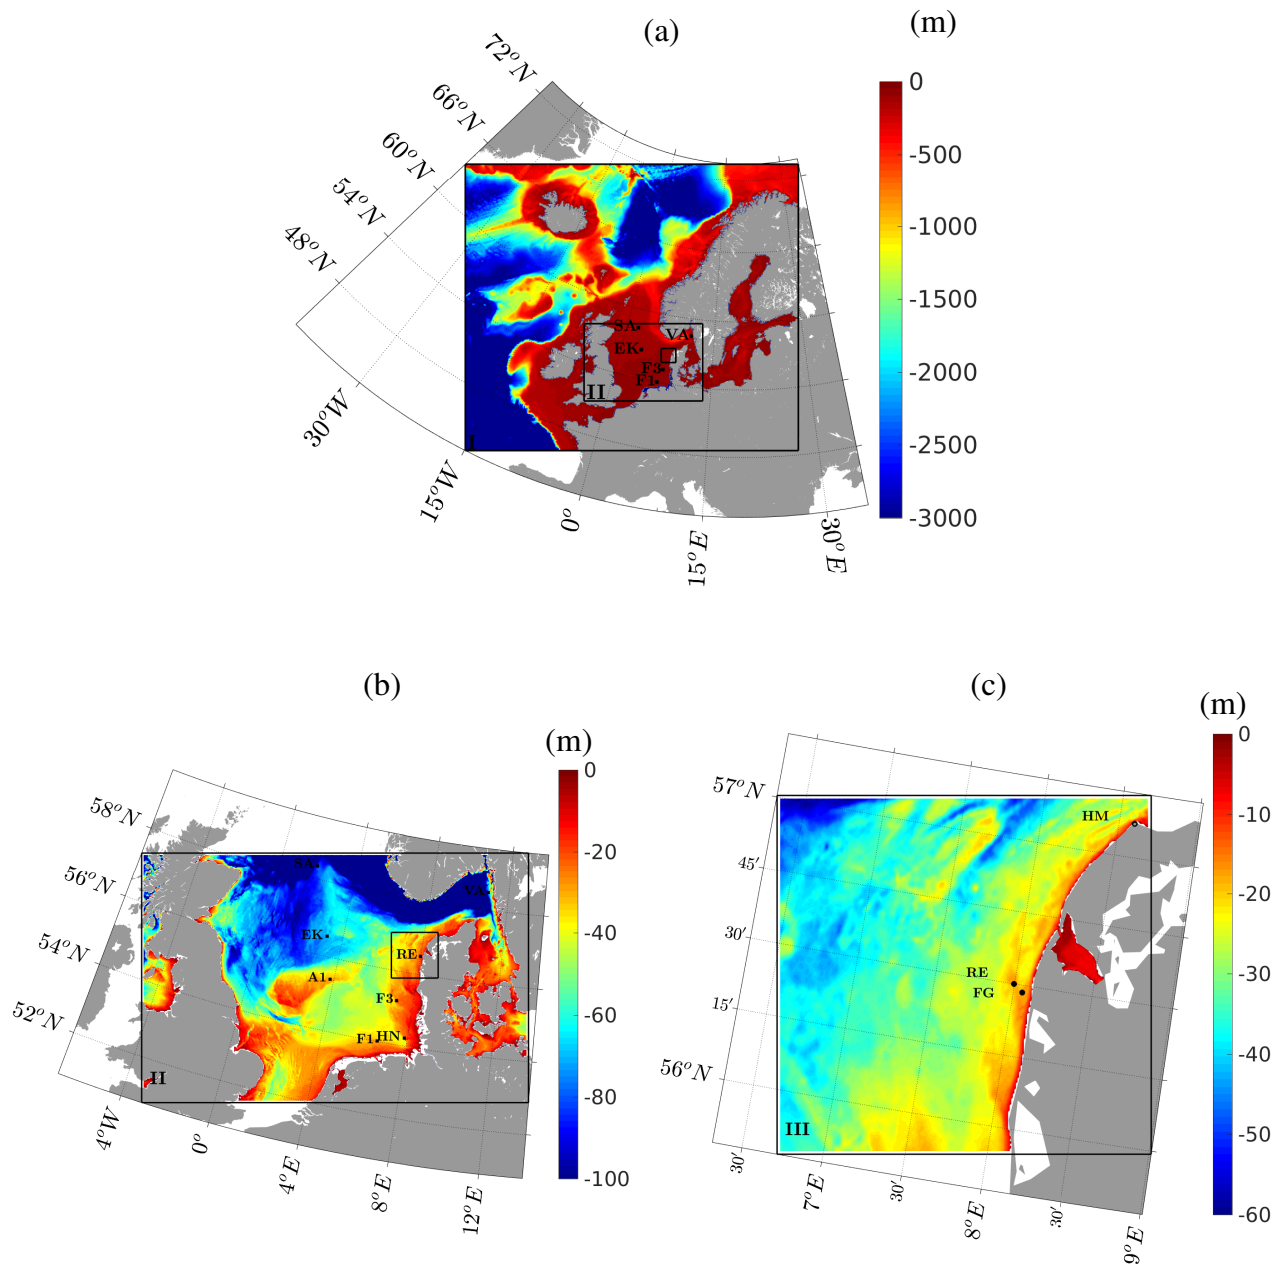 (a)
(m)
72°N
66°N
60°N
54°N
48°N
30°W
15°W
0°
15°E
30°E
SA
VA
EK
F3
F1
II
I
0
-500
-1000
-1500
-2000
-2500
-3000
(b)
(m)
58°N
56°N
54°N
52°N
4°W
0°
4°E
8°E
12°E
SA
VA
EK
RE
A1
F3
F1
HN
II
0
-20
-40
-60
-80
-100
(c)
(m)
57°N
45′
30′
15′
56°N
30′
7°E
30′
8°E
30′
9°E
HM
RE
FG
III
0
-10
-20
-30
-40
-50
-60